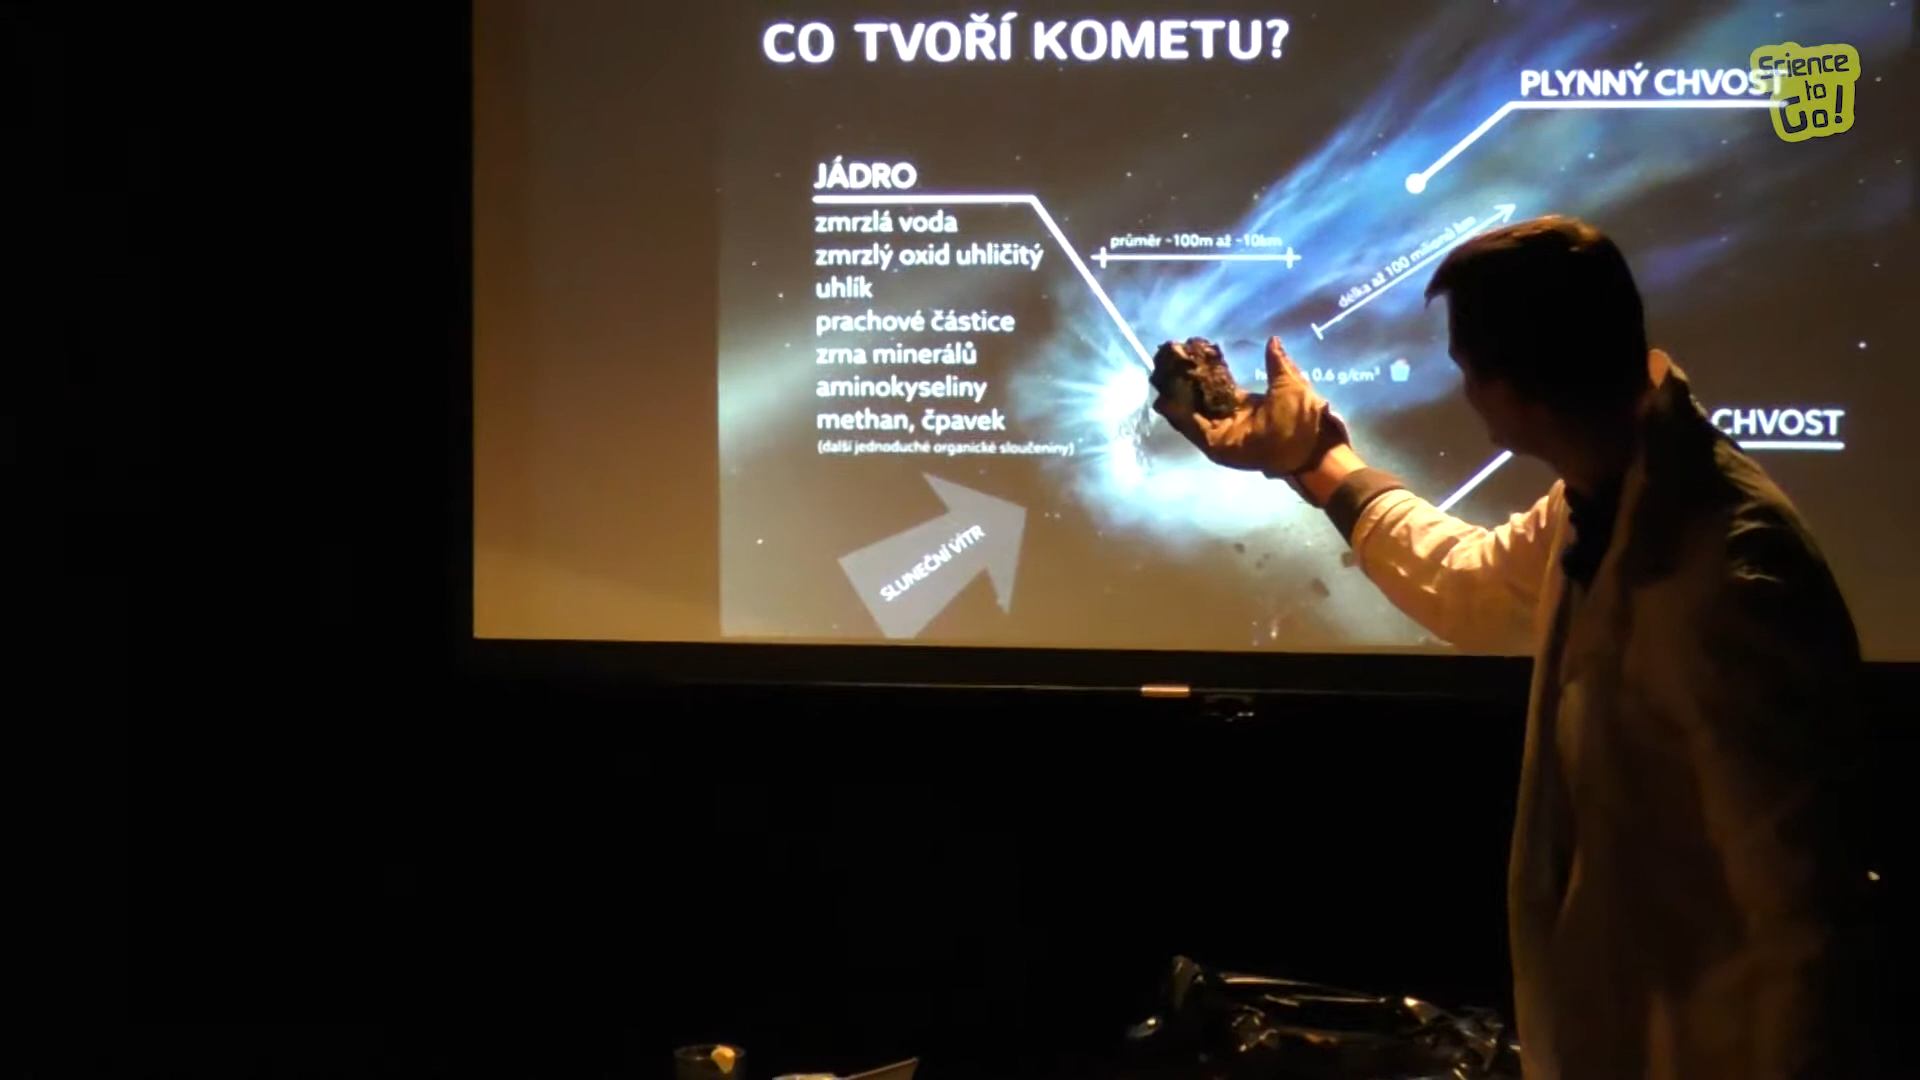 CO TVOŘÍ KOMETU?
PLYNNÝ CHVOST
Science
to
Go!
JÁDRO
zmrzlá voda
zmrzlý oxid uhličitý
uhlík
prachové částice
zrna minerálů
aminokyseliny
methan, čpavek
(další jednoduché organické sloučeniny)
průměr ~100m až ~10km
délka až 100 milionů km
0.6 g/cm³
CHVOST
SLUNEČNÍ VÍTR